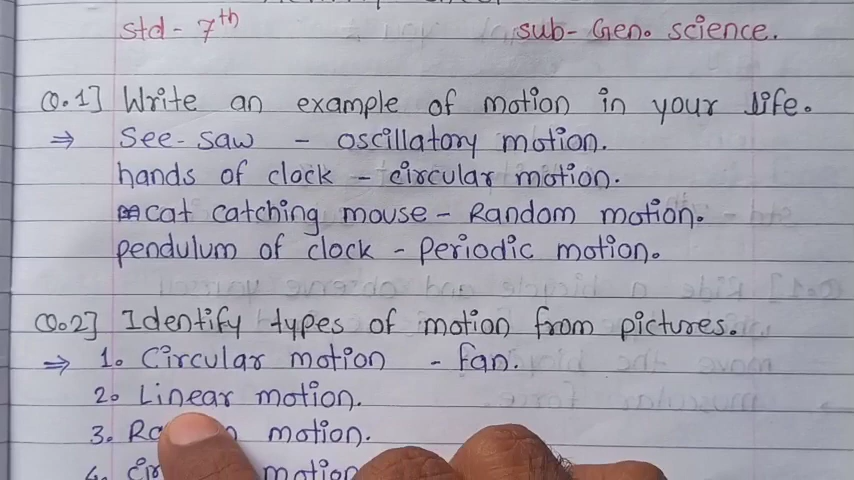 std - 7th
sub- Gen. science.
Q.1] Write an example of motion in your life.
⇒ See-saw - oscillatory motion.
hands of clock - circular motion.
cat catching mouse - Random motion.
pendulum of clock - Periodic motion.
Q.2] Identify types of motion from pictures.
⇒ 1. Circular motion - fan.
2. Linear motion.
3. motion.
4. motion